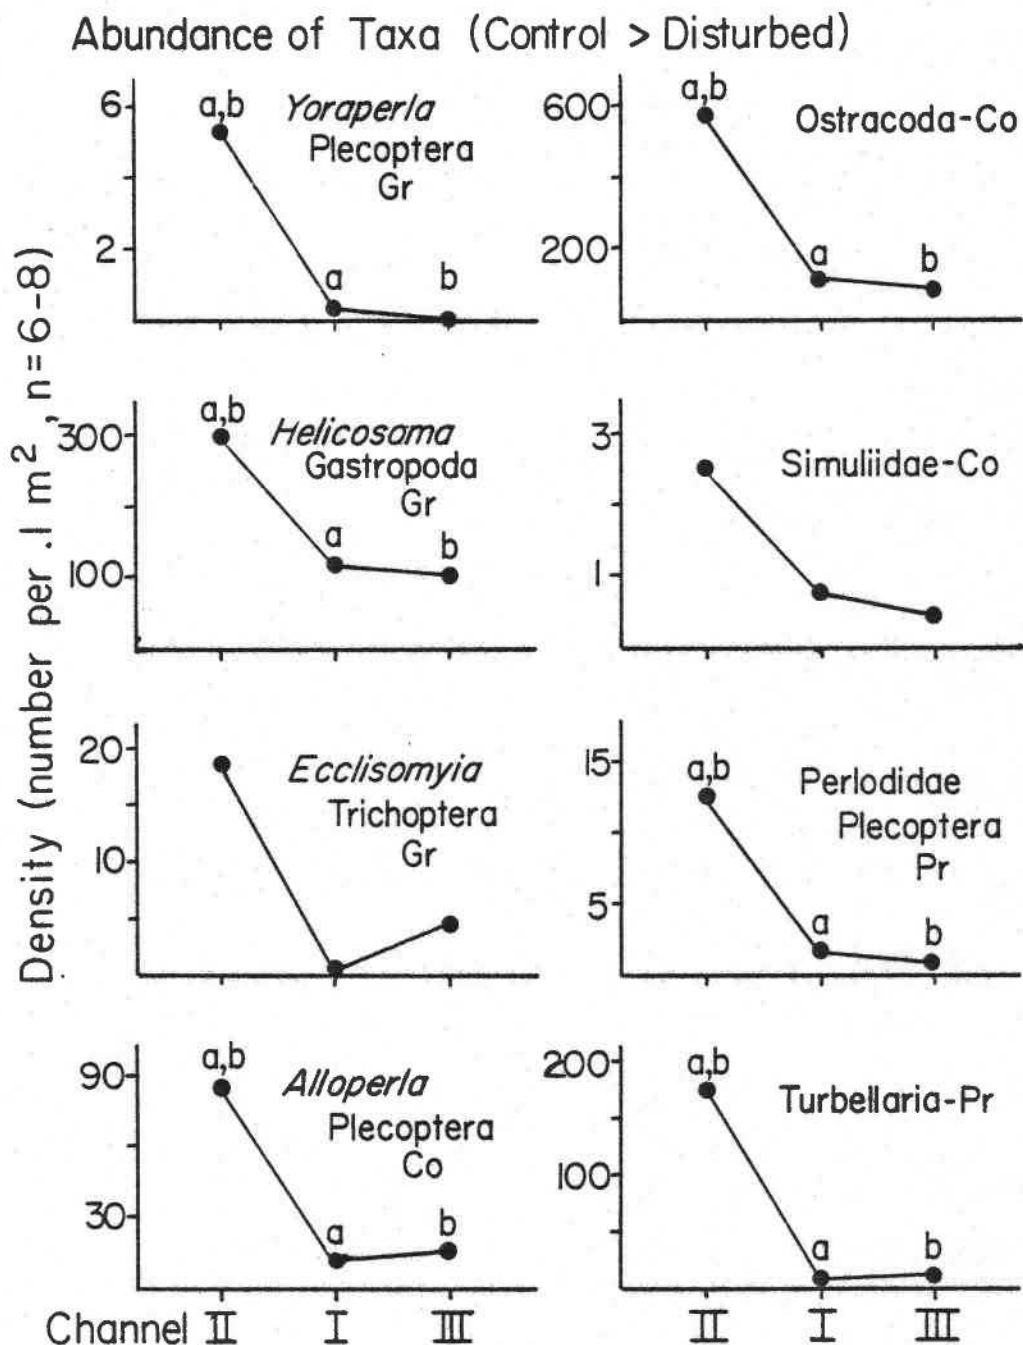 Abundance of Taxa (Control > Disturbed)
Density (number per .1 m², n=6-8)
6
2
a,b
a
b
Yoraperla
Plecoptera
Gr
600
200
a,b
a
b
Ostracoda-Co
300
100
a,b
a
b
Helicosama
Gastropoda
Gr
3
1
Simuliidae-Co
20
10
Ecclisomyia
Trichoptera
Gr
15
5
a,b
a
b
Perlodidae
Plecoptera
Pr
90
30
a,b
a
b
Alloperla
Plecoptera
Co
200
100
a,b
a
b
Turbellaria-Pr
Channel II I III
II I III